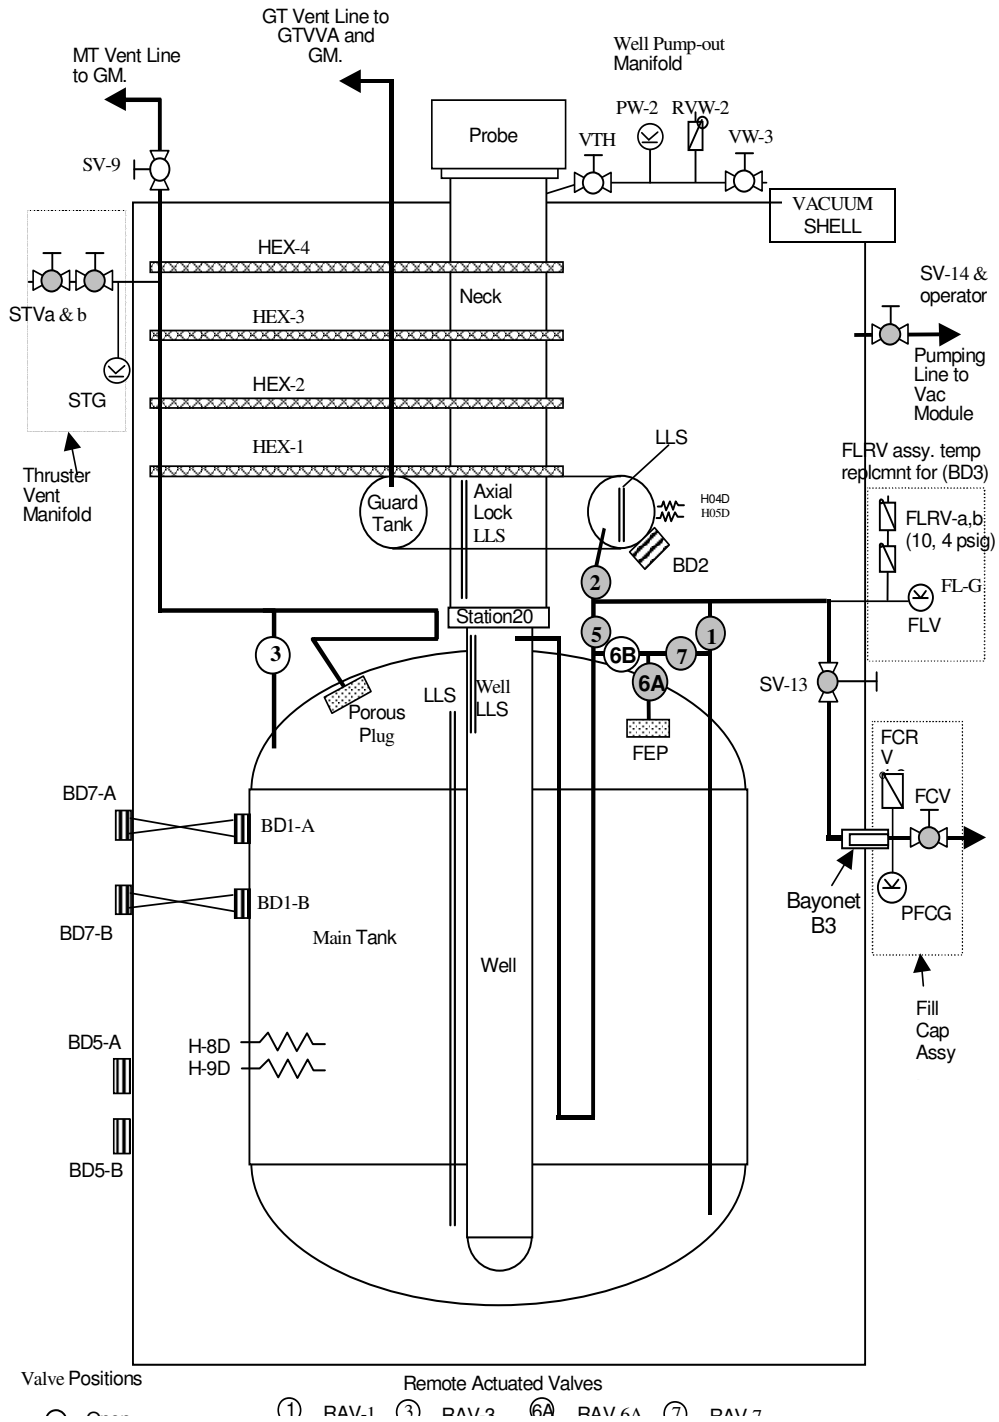 GT Vent Line to
GTVVA and
GM.
MT Vent Line
to GM.
Well Pump-out
Manifold
Probe
PW-2
RVW-2
VTH
VW-3
SV-9
VACUUM
SHELL
HEX-4
Neck
SV-14 &
operator
STVa & b
HEX-3
Pumping
Line to
Vac
Module
STG
HEX-2
HEX-1
LLS
FLRV assy. temp
replcmnt for (BD3)
Thruster
Vent
Manifold
Guard
Tank
Axial
Lock
LLS
H04D
H05D
FLRV-a,b
(10, 4 psig)
BD2
2
FL-G
FLV
Station20
5
1
3
6B
7
6A
SV-13
LLS
Well
LLS
Porous
Plug
FEP
FCR
V
FCV
BD7-A
BD1-A
BD7-B
BD1-B
Bayonet
B3
PFCG
Main Tank
Well
Fill
Cap
Assy
BD5-A
H-8D
H-9D
BD5-B
Valve Positions
Remote Actuated Valves
Open
1 RAV-1 3 RAV-3 6A RAV-6A 7 RAV-7